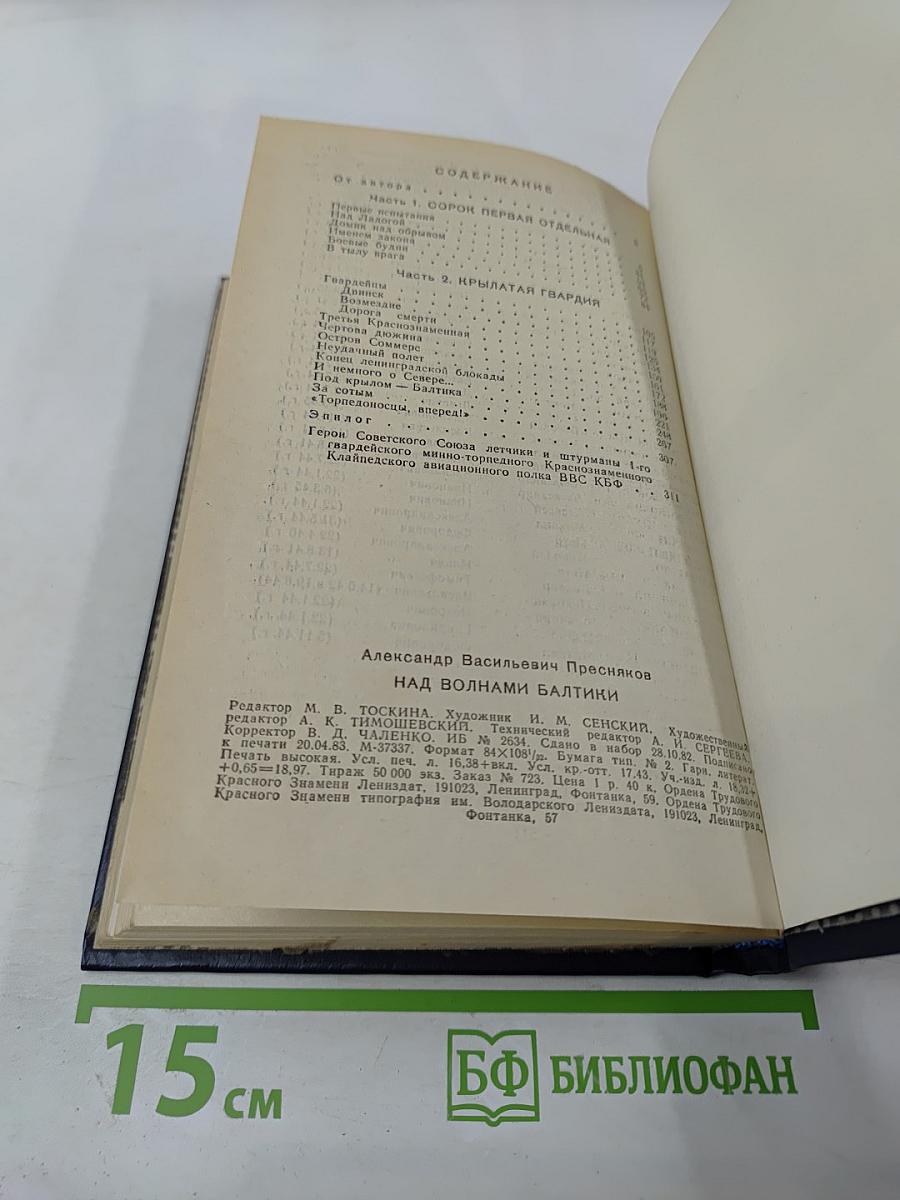 СОДЕРЖАНИЕ
От автора
Часть 1. СОРОК ПЕРВАЯ ОТДЕЛЬНАЯ
Первые испытания
Над Ладогой
Домик над обрывом
Именем закона
Боевые будни
В тылу врага
Часть 2. КРЫЛАТАЯ ГВАРДИЯ
Гвардейцы
Двинск
Возмездие
Дорога смерти
Третья Краснознаменная
Чертова дюжина
Остров Соммерс
Неудачный полет
Конец ленинградской блокады
И немного о Севере...
Под крылом — Балтика
За сотым
«Торпедоносцы, вперед!»
Эпилог . . . 307
Герои Советского Союза летчики и штурманы 1-го
гвардейского минно-торпедного Краснознаменного
Клайпедского авиационного полка ВВС КБФ . . 311
Александр Васильевич Пресняков
НАД ВОЛНАМИ БАЛТИКИ
Редактор М. В. ТОСКИНА. Художник И. М. СЕНСКИЙ. Художественный
редактор А. К. ТИМОШЕВСКИЙ. Технический редактор А. И. СЕРГЕЕВА.
Корректор В. Д. ЧАЛЕНКО. ИБ № 2634. Сдано в набор 28.10.82. Подписано
к печати 20.04.83. М-37337. Формат 84×108¹/₃₂. Бумага тип. № 2. Гарн. литерат.
Печать высокая. Усл. печ. л. 16,38+вкл. Усл. кр.-отт. 17,43. Уч.-изд. л. 18,32+
+0,65=18,97. Тираж 50 000 экз. Заказ № 723. Цена 1 р. 40 к. Ордена Трудового
Красного Знамени Лениздат, 191023, Ленинград, Фонтанка, 59. Ордена Трудового
Красного Знамени типография им. Володарского Лениздата, 191023, Ленинград,
Фонтанка, 57
15 см
БФ БИБЛИОФАН